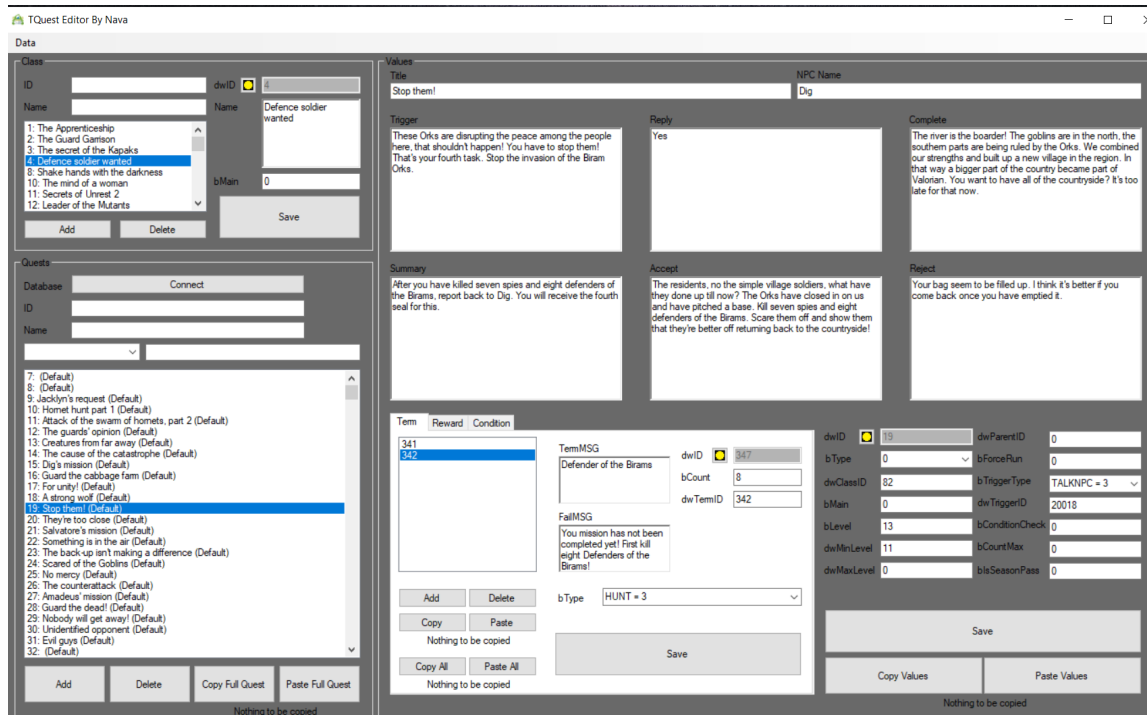 TQuest Editor By Nava
Data
Class
ID
Name
1: The Apprenticeship
2: The Guard Garrison
3: The secret of the Kapaks
4: Defence soldier wanted
8: Shake hands with the darkness
10: The mind of a woman
11: Secrets of Unrest 2
12: Leader of the Mutants
Add Delete
dwID 4
Name Defence soldier
wanted
bMain 0
Save
Quests
Database Connect
ID
Name
7: (Default)
8: (Default)
9: Jacklyn's request (Default)
10: Hornet hunt part 1 (Default)
11: Attack of the swarm of hornets, part 2 (Default)
12: The guards' opinion (Default)
13: Creatures from far away (Default)
14: The cause of the catastrophe (Default)
15: Dig's mission (Default)
16: Guard the cabbage farm (Default)
17: For unity! (Default)
18: A strong wolf (Default)
19: Stop them! (Default)
20: They're too close (Default)
21: Salvatore's mission (Default)
22: Something is in the air (Default)
23: The back-up isn't making a difference (Default)
24: Scared of the Goblins (Default)
25: No mercy (Default)
26: The counterattack (Default)
27: Amadeus' mission (Default)
28: Guard the dead! (Default)
29: Nobody will get away! (Default)
30: Unidentified opponent (Default)
31: Evil guys (Default)
32: (Default)
Add Delete Copy Full Quest Paste Full Quest
Nothing to be copied
Values
Title
Stop them!
NPC Name
Dig
Trigger
These Orks are disrupting the peace among the people
here, that shouldn't happen! You have to stop them!
That's your fourth task. Stop the invasion of the Biram
Orks.
Reply
Yes
Complete
The river is the boarder! The goblins are in the north, the
southern parts are being ruled by the Orks. We combined
our strengths and built up a new village in the region. In
that way a bigger part of the country became part of
Valorian. You want to have all of the countryside? It's too
late for that now.
Summary
After you have killed seven spies and eight defenders of
the Birams, report back to Dig. You will receive the fourth
seal for this.
Accept
The residents, no the simple village soldiers, what have
they done up till now? The Orks have closed in on us
and have pitched a base. Kill seven spies and eight
defenders of the Birams. Scare them off and show them
that they're better off returning back to the countryside!
Reject
Your bag seem to be filled up. I think it's better if you
come back once you have emptied it.
Term Reward Condition
341
342
Add Delete
Copy Paste
Nothing to be copied
Copy All Paste All
Nothing to be copied
TermMSG
Defender of the Birams
FailMSG
You mission has not been
completed yet! First kill
eight Defenders of the
Birams!
dwID 347
bCount 8
dwTermID 342
bType HUNT = 3
Save
dwID 19 dwParentID 0
bType 0 bForceRun 0
dwClassID 82 bTriggerType TALKNPC = 3
bMain 0 dwTriggerID 20018
bLevel 13 bConditionCheck 0
dwMinLevel 11 bCountMax 0
dwMaxLevel 0 bIsSeasonPass 0
Save
Copy Values Paste Values
Nothing to be copied